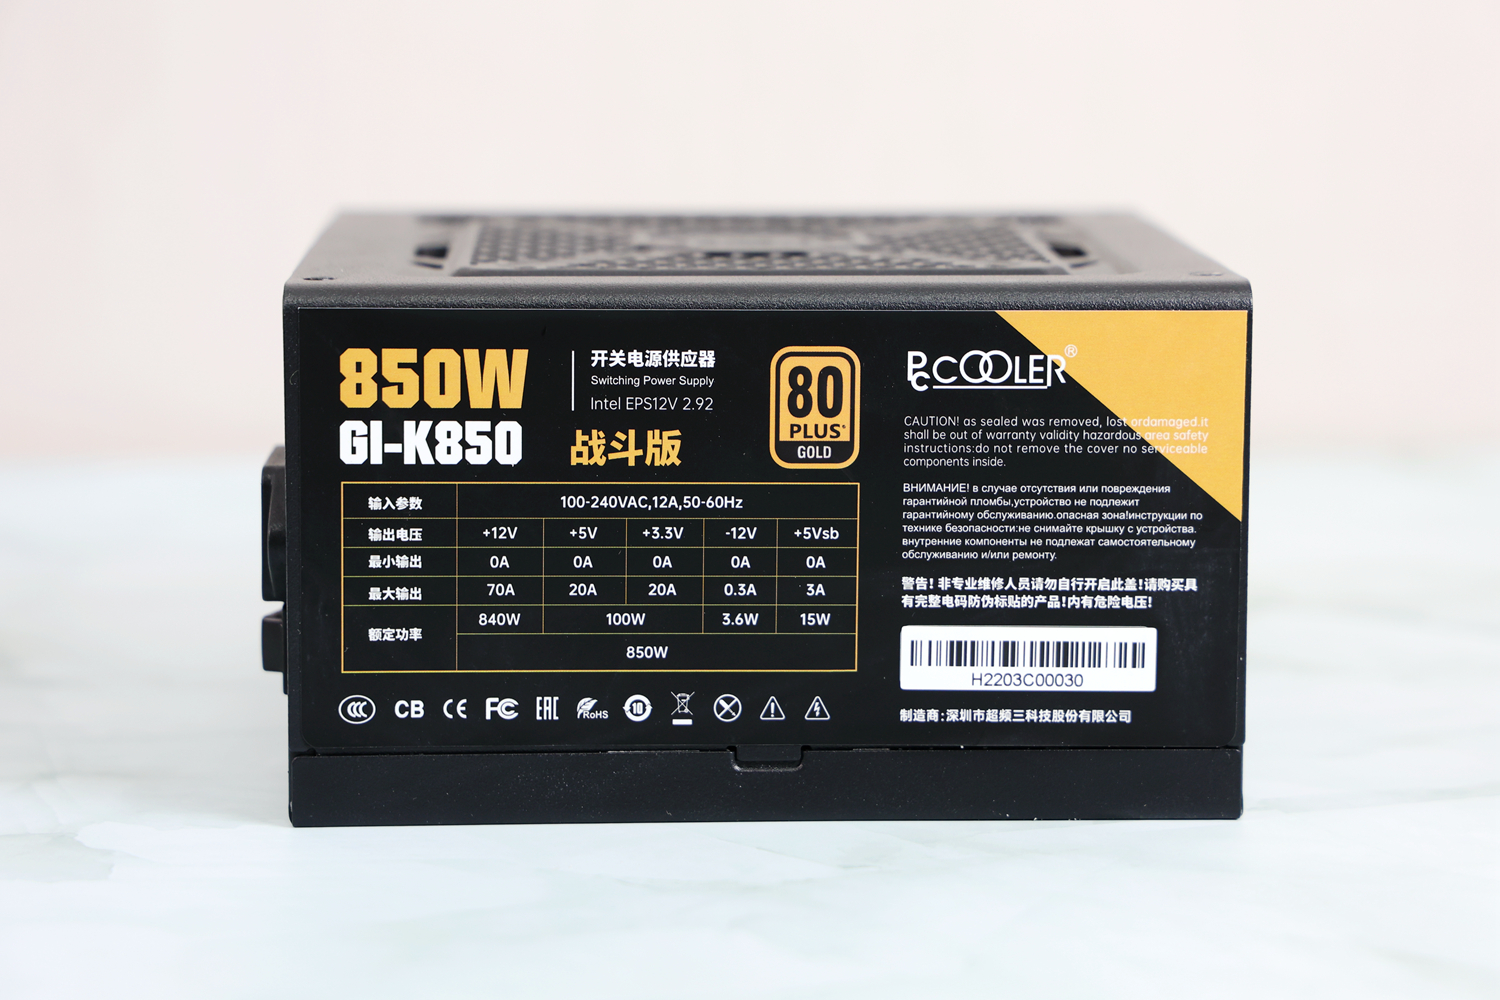 850W
GI-K850
开关电源供应器
Switching Power Supply
Intel EPS12V 2.92
战斗版
80
PLUS
GOLD
输入参数 100-240VAC,12A,50-60Hz
输出电压 +12V +5V +3.3V -12V +5Vsb
最小输出 0A 0A 0A 0A 0A
最大输出 70A 20A 20A 0.3A 3A
额定功率 840W 100W 3.6W 15W
850W
CCC CB CE FC EAC RoHS 10
PCCOOLER®
CAUTION! as sealed was removed, lost ordamaged.it
shall be out of warranty validity hazardous area safety
instructions:do not remove the cover no serviceable
components inside.
ВНИМАНИЕ! в случае отсутствия или повреждения
гарантийной пломбы,устройство не подлежит
гарантийному обслуживанию.опасная зона!инструкции по
технике безопасности:не снимайте крышку с устройства.
внутренние компоненты не подлежат самостоятельному
обслуживанию и/или ремонту.
警告! 非专业维修人员请勿自行开启此盖!请购买具
有完整电码防伪标贴的产品!内有危险电压!
H2203C00030
制造商:深圳市超频三科技股份有限公司